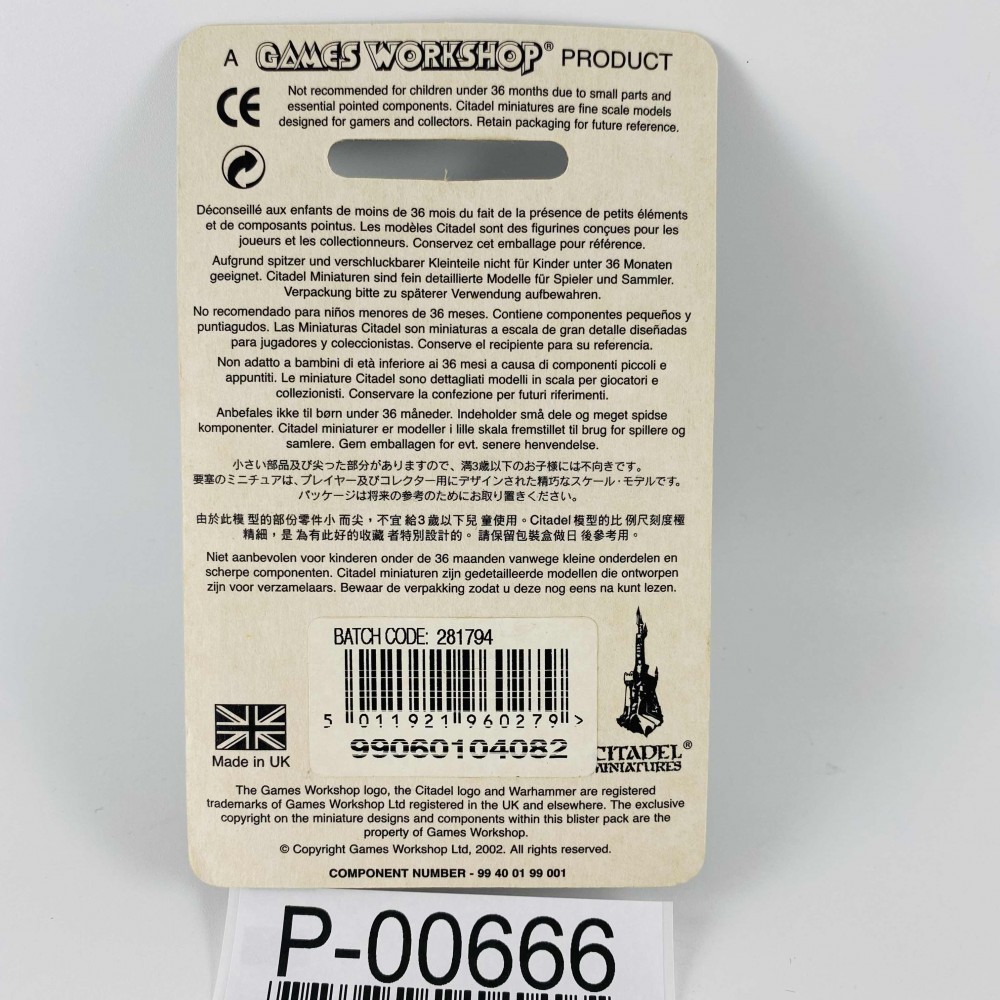 A GAMES WORKSHOP® PRODUCT
CE
Not recommended for children under 36 months due to small parts and
essential pointed components. Citadel miniatures are fine scale models
designed for gamers and collectors. Retain packaging for future reference.
Déconseillé aux enfants de moins de 36 mois du fait de la présence de petits éléments
et de composants pointus. Les modèles Citadel sont des figurines conçues pour les
joueurs et les collectionneurs. Conservez cet emballage pour référence.
Aufgrund spitzer und verschluckbarer Kleinteile nicht für Kinder unter 36 Monaten
geeignet. Citadel Miniaturen sind fein detaillierte Modelle für Spieler und Sammler.
Verpackung bitte zu späterer Verwendung aufbewahren.
No recomendado para niños menores de 36 meses. Contiene componentes pequeños y
puntiagudos. Las Miniaturas Citadel son miniaturas a escala de gran detalle diseñadas
para jugadores y coleccionistas. Conserve el recipiente para su referencia.
Non adatto a bambini di età inferiore ai 36 mesi a causa di componenti piccoli e
appuntiti. Le miniature Citadel sono dettagliati modelli in scala per giocatori e
collezionisti. Conservare la confezione per futuri riferimenti.
Anbefales ikke til børn under 36 måneder. Indeholder små dele og meget spidse
komponenter. Citadel miniaturer er modeller i lille skala fremstillet til brug for spillere og
samlere. Gem emballagen for evt. senere henvendelse.
小さい部品及び尖った部分がありますので、満3歳以下のお子様には不向きです。
要塞のミニチュアは、プレイヤー及びコレクター用にデザインされた精巧なスケール・モデルです。
パッケージは将来の参考のためにお取り置きください。
由於此模 型的部份零件小 而尖，不宜 給3歲以下兒 童使用。Citadel 模型的比 例尺刻度極
精細，是 為有此好的收藏 者特別設計的。 請保留包裝盒做日 後參考用。
Niet aanbevolen voor kinderen onder de 36 maanden vanwege kleine onderdelen en
scherpe componenten. Citadel miniaturen zijn gedetailleerde modellen die ontworpen
zijn voor verzamelaars. Bewaar de verpakking zodat u deze nog eens na kunt lezen.
BATCH CODE: 281794
5 011921 960279 >
99060104082
Made in UK
CITADEL®
MINIATURES
The Games Workshop logo, the Citadel logo and Warhammer are registered
trademarks of Games Workshop Ltd registered in the UK and elsewhere. The exclusive
copyright on the miniature designs and components within this blister pack are the
property of Games Workshop.
© Copyright Games Workshop Ltd, 2002. All rights reserved.
COMPONENT NUMBER - 99 40 01 99 001
P-00666